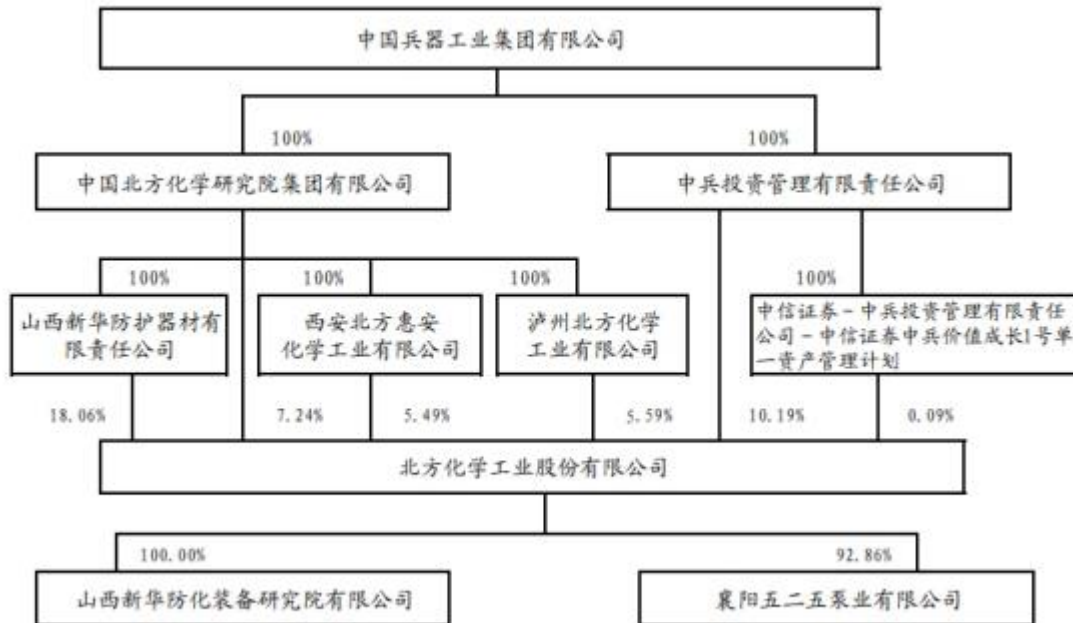 中国兵器工业集团有限公司
100%
100%
中国北方化学研究院集团有限公司
中兵投资管理有限责任公司
100%
100%
100%
100%
山西新华防护器材有
限责任公司
西安北方惠安
化学工业有限公司
泸州北方化学
工业有限公司
中信证券-中兵投资管理有限责任
公司-中信证券中兵价值成长1号单
一资产管理计划
18.06%
7.24%
5.49%
5.59%
10.19%
0.09%
北方化学工业股份有限公司
100.00%
92.86%
山西新华防化装备研究院有限公司
襄阳五二五泵业有限公司